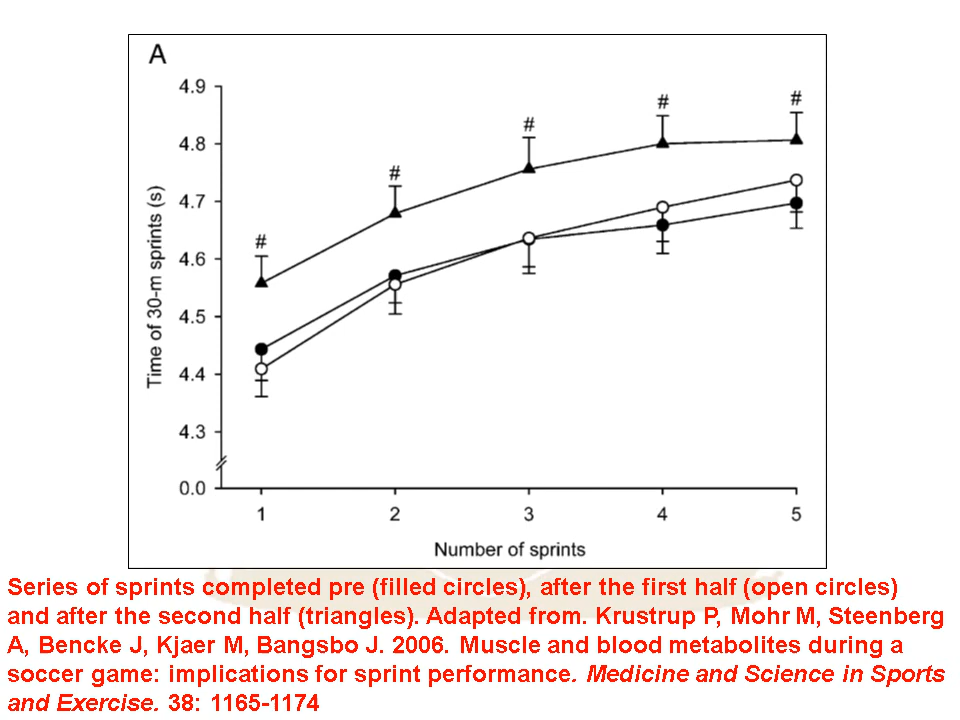 A
4.9
4.8
4.7
4.6
4.5
4.4
4.3
0.0
Time of 30-m sprints (s)
# # # # #
1 2 3 4 5
Number of sprints
Series of sprints completed pre (filled circles), after the first half (open circles)
and after the second half (triangles). Adapted from. Krustrup P, Mohr M, Steenberg
A, Bencke J, Kjaer M, Bangsbo J. 2006. Muscle and blood metabolites during a
soccer game: implications for sprint performance. Medicine and Science in Sports
and Exercise. 38: 1165-1174